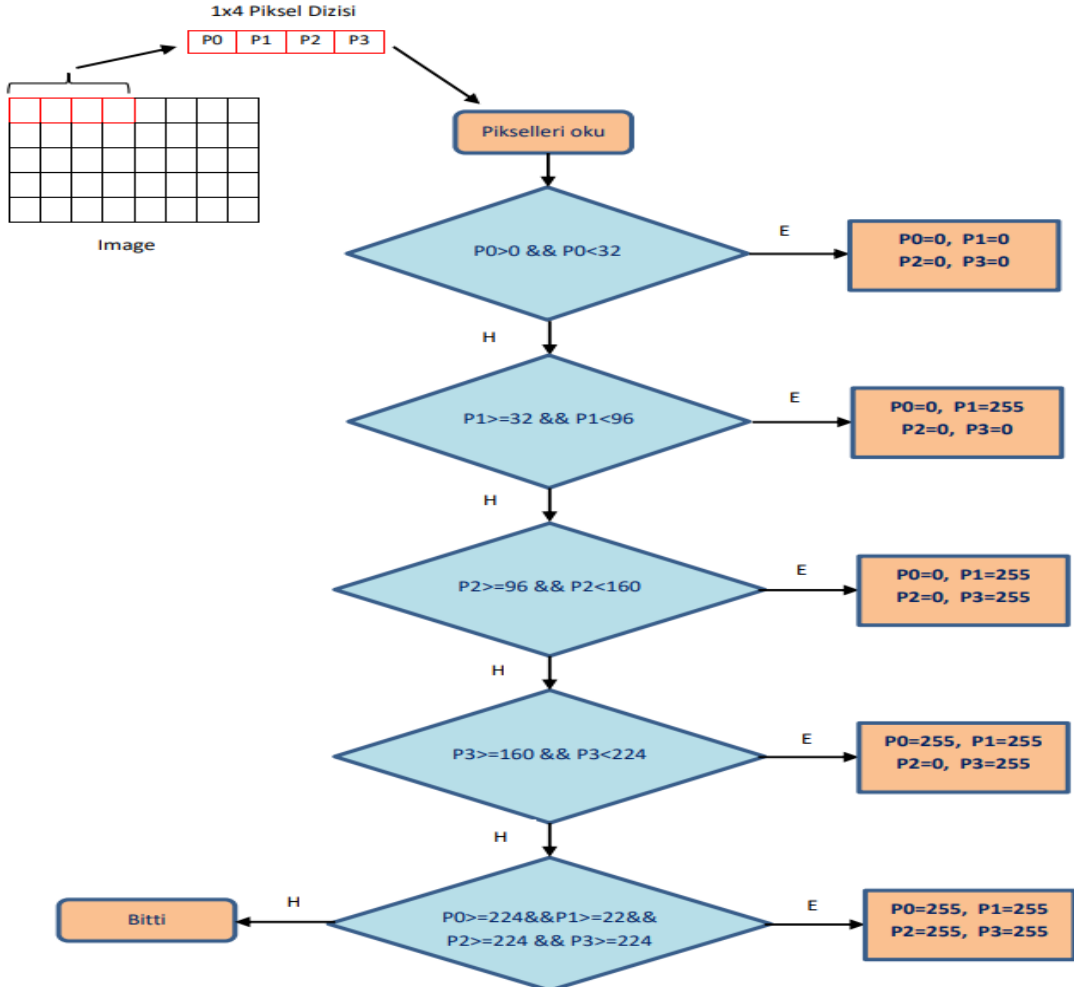 1x4 Piksel Dizisi
P0 P1 P2 P3
Image
Pikselleri oku
P0>0 && P0<32
E
P0=0, P1=0
P2=0, P3=0
H
P1>=32 && P1<96
E
P0=0, P1=255
P2=0, P3=0
H
P2>=96 && P2<160
E
P0=0, P1=255
P2=0, P3=255
H
P3>=160 && P3<224
E
P0=255, P1=255
P2=0, P3=255
H
P0>=224&&P1>=22&&
P2>=224 && P3>=224
E
P0=255, P1=255
P2=255, P3=255
H
Bitti